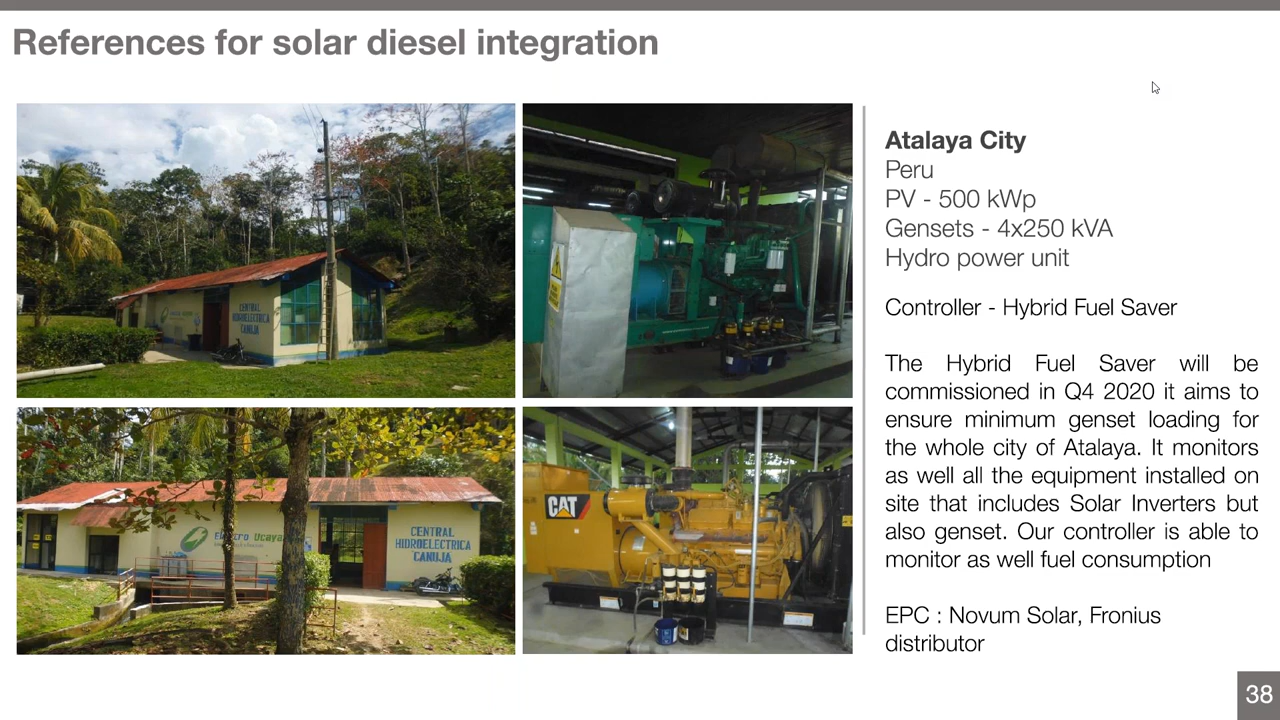 References for solar diesel integration
CENTRAL
HIDROELECTRICA
CANUJA
Electro Ucaya
CENTRAL
HIDROELECTRICA
CANUJA
CAT
Atalaya City
Peru
PV - 500 kWp
Gensets - 4x250 kVA
Hydro power unit
Controller - Hybrid Fuel Saver
The Hybrid Fuel Saver will be
commissioned in Q4 2020 it aims to
ensure minimum genset loading for
the whole city of Atalaya. It monitors
as well all the equipment installed on
site that includes Solar Inverters but
also genset. Our controller is able to
monitor as well fuel consumption
EPC : Novum Solar, Fronius
distributor
38